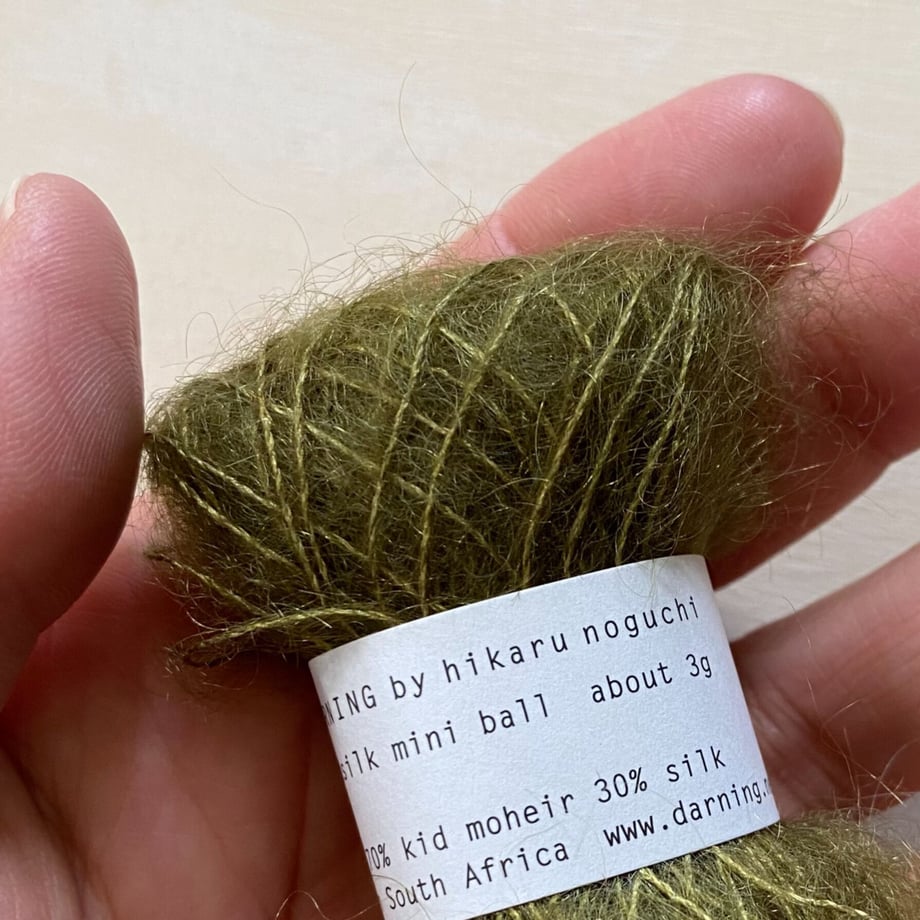 NING by hikaru noguchi
silk mini ball about 3g
70% kid moheir 30% silk
South Africa www.darning.